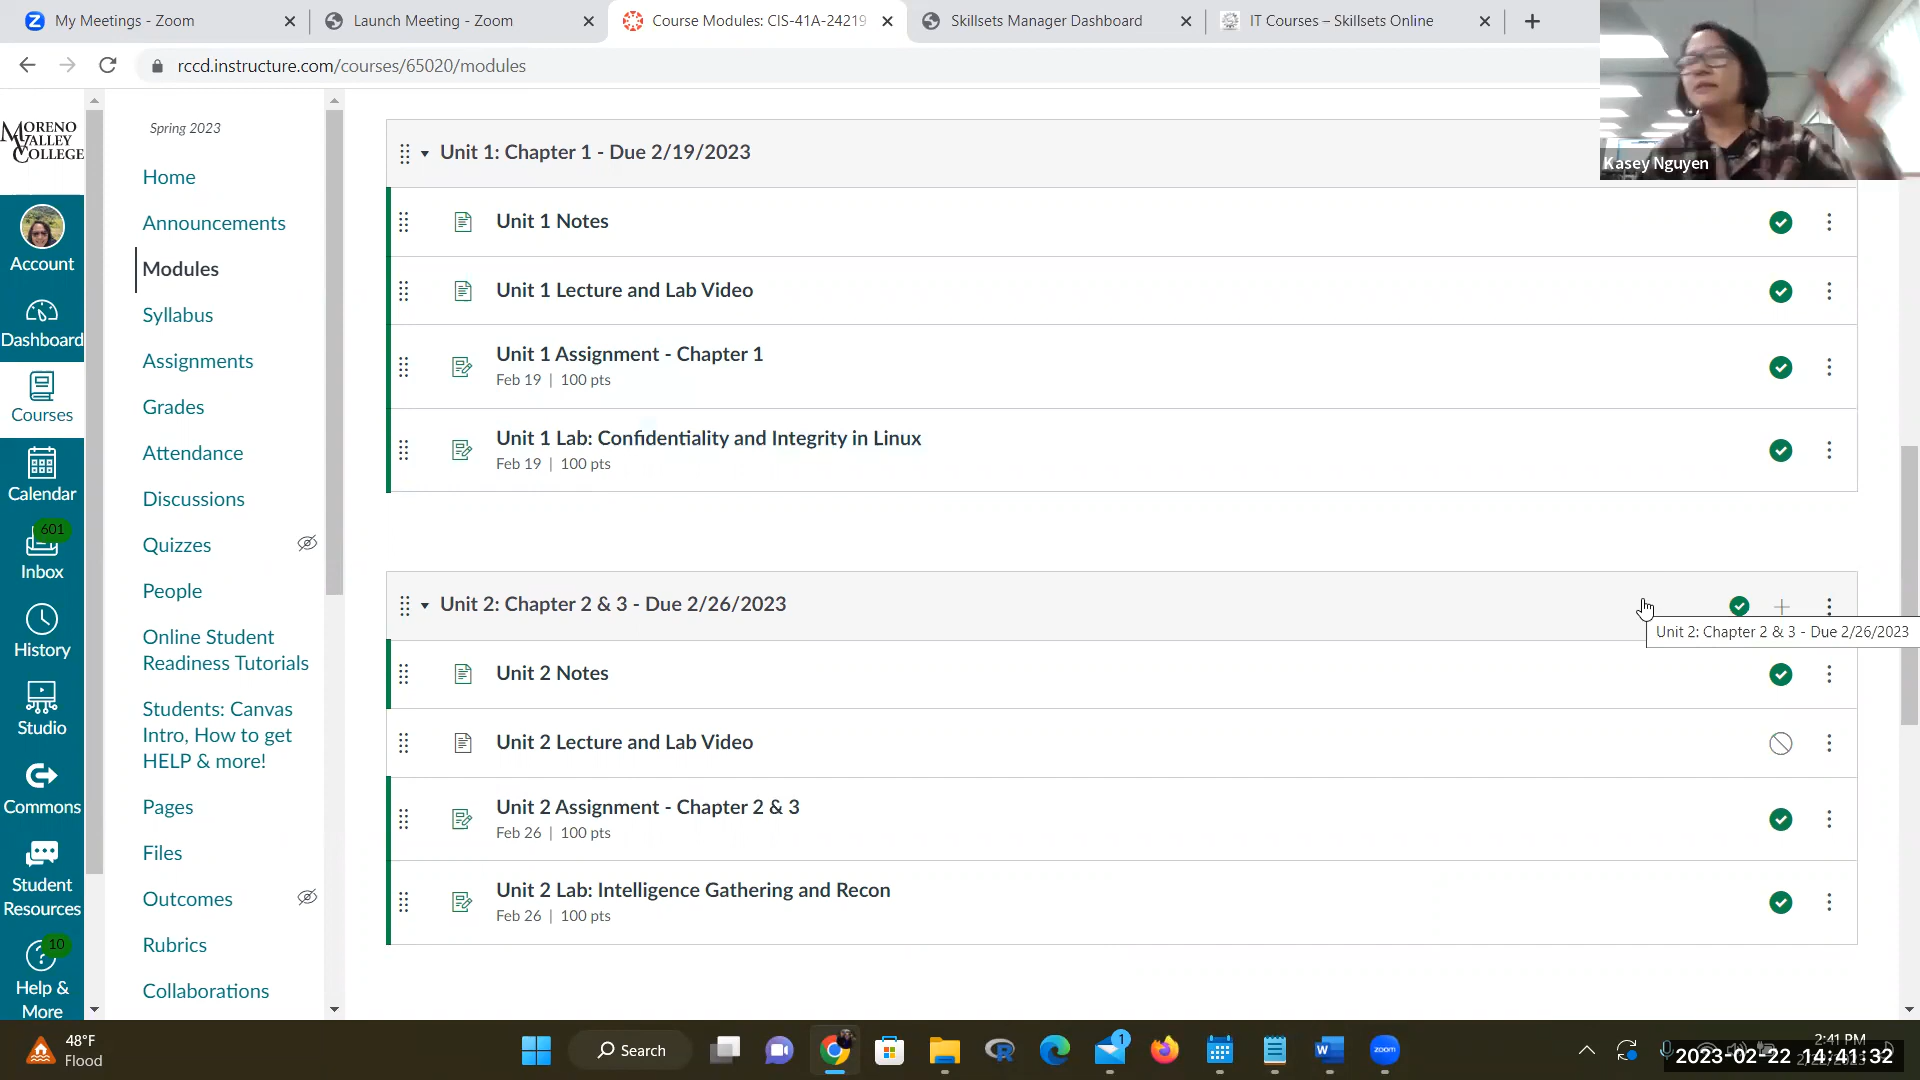 My Meetings - Zoom
Launch Meeting - Zoom
Course Modules: CIS-41A-24219
Skillsets Manager Dashboard
IT Courses – Skillsets Online
rccd.instructure.com/courses/65020/modules
Kasey Nguyen
MORENO
VALLEY
COLLEGE
Account
Dashboard
Courses
Calendar
601
Inbox
History
Studio
Commons
Student
Resources
10
Help &
More
Spring 2023
Home
Announcements
Modules
Syllabus
Assignments
Grades
Attendance
Discussions
Quizzes
People
Online Student
Readiness Tutorials
Students: Canvas
Intro, How to get
HELP & more!
Pages
Files
Outcomes
Rubrics
Collaborations
Unit 1: Chapter 1 - Due 2/19/2023
Unit 1 Notes
Unit 1 Lecture and Lab Video
Unit 1 Assignment - Chapter 1
Feb 19 | 100 pts
Unit 1 Lab: Confidentiality and Integrity in Linux
Feb 19 | 100 pts
Unit 2: Chapter 2 & 3 - Due 2/26/2023
Unit 2: Chapter 2 & 3 - Due 2/26/2023
Unit 2 Notes
Unit 2 Lecture and Lab Video
Unit 2 Assignment - Chapter 2 & 3
Feb 26 | 100 pts
Unit 2 Lab: Intelligence Gathering and Recon
Feb 26 | 100 pts
48°F
Flood
Search
1
zoom
2:41 PM
2023-02-22 14:41:32